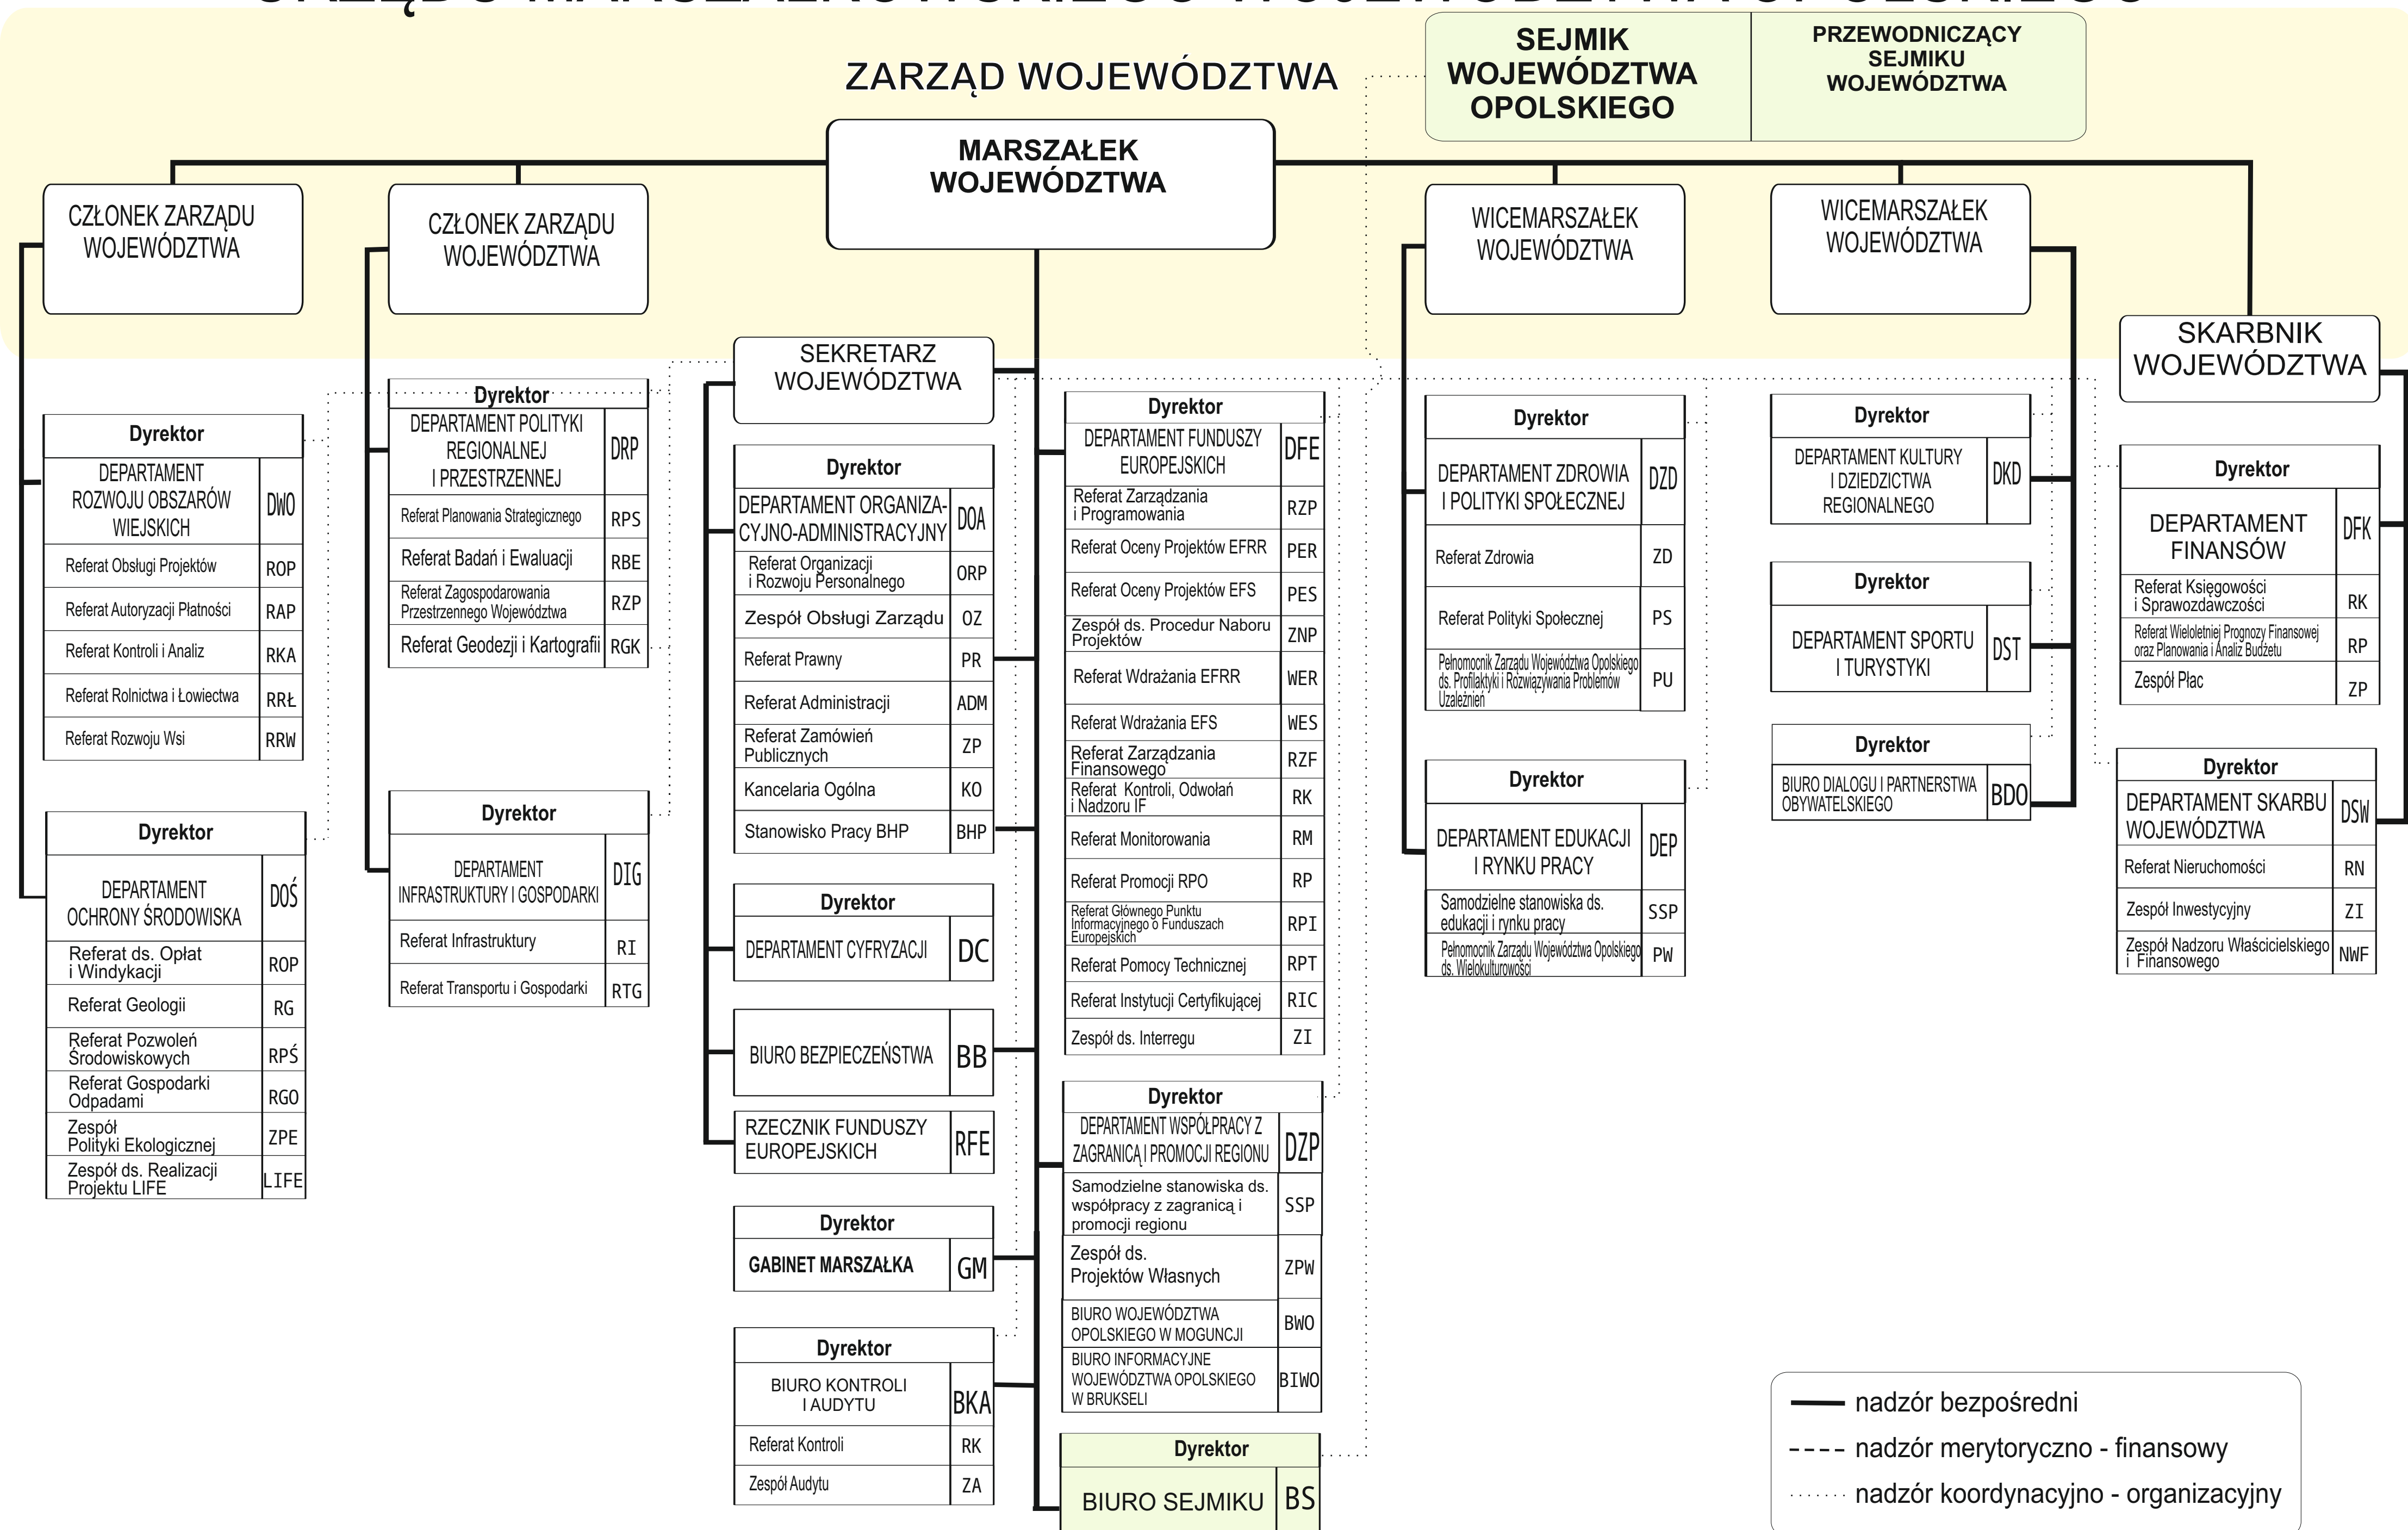 URZĘDU MARSZAŁKOWSKIEGO WOJEWÓDZTWA OPOLSKIEGO
ZARZĄD WOJEWÓDZTWA
SEJMIK
WOJEWÓDZTWA
OPOLSKIEGO
PRZEWODNICZĄCY
SEJMIKU
WOJEWÓDZTWA
MARSZAŁEK
WOJEWÓDZTWA
CZŁONEK ZARZĄDU
WOJEWÓDZTWA
CZŁONEK ZARZĄDU
WOJEWÓDZTWA
WICEMARSZAŁEK
WOJEWÓDZTWA
WICEMARSZAŁEK
WOJEWÓDZTWA
SKARBNIK
WOJEWÓDZTWA
SEKRETARZ
WOJEWÓDZTWA
Dyrektor
DEPARTAMENT
ROZWOJU OBSZARÓW
WIEJSKICH
DWO
Referat Obsługi Projektów
ROP
Referat Autoryzacji Płatności
RAP
Referat Kontroli i Analiz
RKA
Referat Rolnictwa i Łowiectwa
RRŁ
Referat Rozwoju Wsi
RRW
Dyrektor
DEPARTAMENT
OCHRONY ŚRODOWISKA
DOŚ
Referat ds. Opłat
i Windykacji
ROP
Referat Geologii
RG
Referat Pozwoleń
Środowiskowych
RPŚ
Referat Gospodarki
Odpadami
RGO
Zespół
Polityki Ekologicznej
ZPE
Zespół ds. Realizacji
Projektu LIFE
LIFE
Dyrektor
DEPARTAMENT POLITYKI
REGIONALNEJ
I PRZESTRZENNEJ
DRP
Referat Planowania Strategicznego
RPS
Referat Badań i Ewaluacji
RBE
Referat Zagospodarowania
Przestrzennego Województwa
RZP
Referat Geodezji i Kartografii
RGK
Dyrektor
DEPARTAMENT
INFRASTRUKTURY I GOSPODARKI
DIG
Referat Infrastruktury
RI
Referat Transportu i Gospodarki
RTG
Dyrektor
DEPARTAMENT ORGANIZA-
CYJNO-ADMINISTRACYJNY
DOA
Referat Organizacji
i Rozwoju Personalnego
ORP
Zespół Obsługi Zarządu
OZ
Referat Prawny
PR
Referat Administracji
ADM
Referat Zamówień
Publicznych
ZP
Kancelaria Ogólna
KO
Stanowisko Pracy BHP
BHP
Dyrektor
DEPARTAMENT CYFRYZACJI
DC
BIURO BEZPIECZEŃSTWA
BB
RZECZNIK FUNDUSZY
EUROPEJSKICH
RFE
Dyrektor
GABINET MARSZAŁKA
GM
Dyrektor
BIURO KONTROLI
I AUDYTU
BKA
Referat Kontroli
RK
Zespół Audytu
ZA
Dyrektor
DEPARTAMENT FUNDUSZY
EUROPEJSKICH
DFE
Referat Zarządzania
i Programowania
RZP
Referat Oceny Projektów EFRR
PER
Referat Oceny Projektów EFS
PES
Zespół ds. Procedur Naboru
Projektów
ZNP
Referat Wdrażania EFRR
WER
Referat Wdrażania EFS
WES
Referat Zarządzania
Finansowego
RZF
Referat Kontroli, Odwołań
i Nadzoru IF
RK
Referat Monitorowania
RM
Referat Promocji RPO
RP
Referat Głównego Punktu
Informacyjnego o Funduszach
Europejskich
RPI
Referat Pomocy Technicznej
RPT
Referat Instytucji Certyfikującej
RIC
Zespół ds. Interregu
ZI
Dyrektor
DEPARTAMENT WSPÓŁPRACY Z
ZAGRANICĄ I PROMOCJI REGIONU
DZP
Samodzielne stanowiska ds.
współpracy z zagranicą i
promocji regionu
SSP
Zespół ds.
Projektów Własnych
ZPW
BIURO WOJEWÓDZTWA
OPOLSKIEGO W MOGUNCJI
BWO
BIURO INFORMACYJNE
WOJEWÓDZTWA OPOLSKIEGO
W BRUKSELI
BIWO
Dyrektor
BIURO SEJMIKU
BS
Dyrektor
DEPARTAMENT ZDROWIA
I POLITYKI SPOŁECZNEJ
DZD
Referat Zdrowia
ZD
Referat Polityki Społecznej
PS
Pełnomocnik Zarządu Województwa Opolskiego
ds. Profilaktyki i Rozwiązywania Problemów
Uzależnień
PU
Dyrektor
DEPARTAMENT EDUKACJI
I RYNKU PRACY
DEP
Samodzielne stanowiska ds.
edukacji i rynku pracy
SSP
Pełnomocnik Zarządu Województwa Opolskiego
ds. Wielokulturowości
PW
Dyrektor
DEPARTAMENT KULTURY
I DZIEDZICTWA
REGIONALNEGO
DKD
Dyrektor
DEPARTAMENT SPORTU
I TURYSTYKI
DST
Dyrektor
BIURO DIALOGU I PARTNERSTWA
OBYWATELSKIEGO
BDO
Dyrektor
DEPARTAMENT
FINANSÓW
DFK
Referat Księgowości
i Sprawozdawczości
RK
Referat Wieloletniej Prognozy Finansowej
oraz Planowania i Analiz Budżetu
RP
Zespół Płac
ZP
Dyrektor
DEPARTAMENT SKARBU
WOJEWÓDZTWA
DSW
Referat Nieruchomości
RN
Zespół Inwestycyjny
ZI
Zespół Nadzoru Właścicielskiego
i Finansowego
NWF
nadzór bezpośredni
nadzór merytoryczno - finansowy
nadzór koordynacyjno - organizacyjny